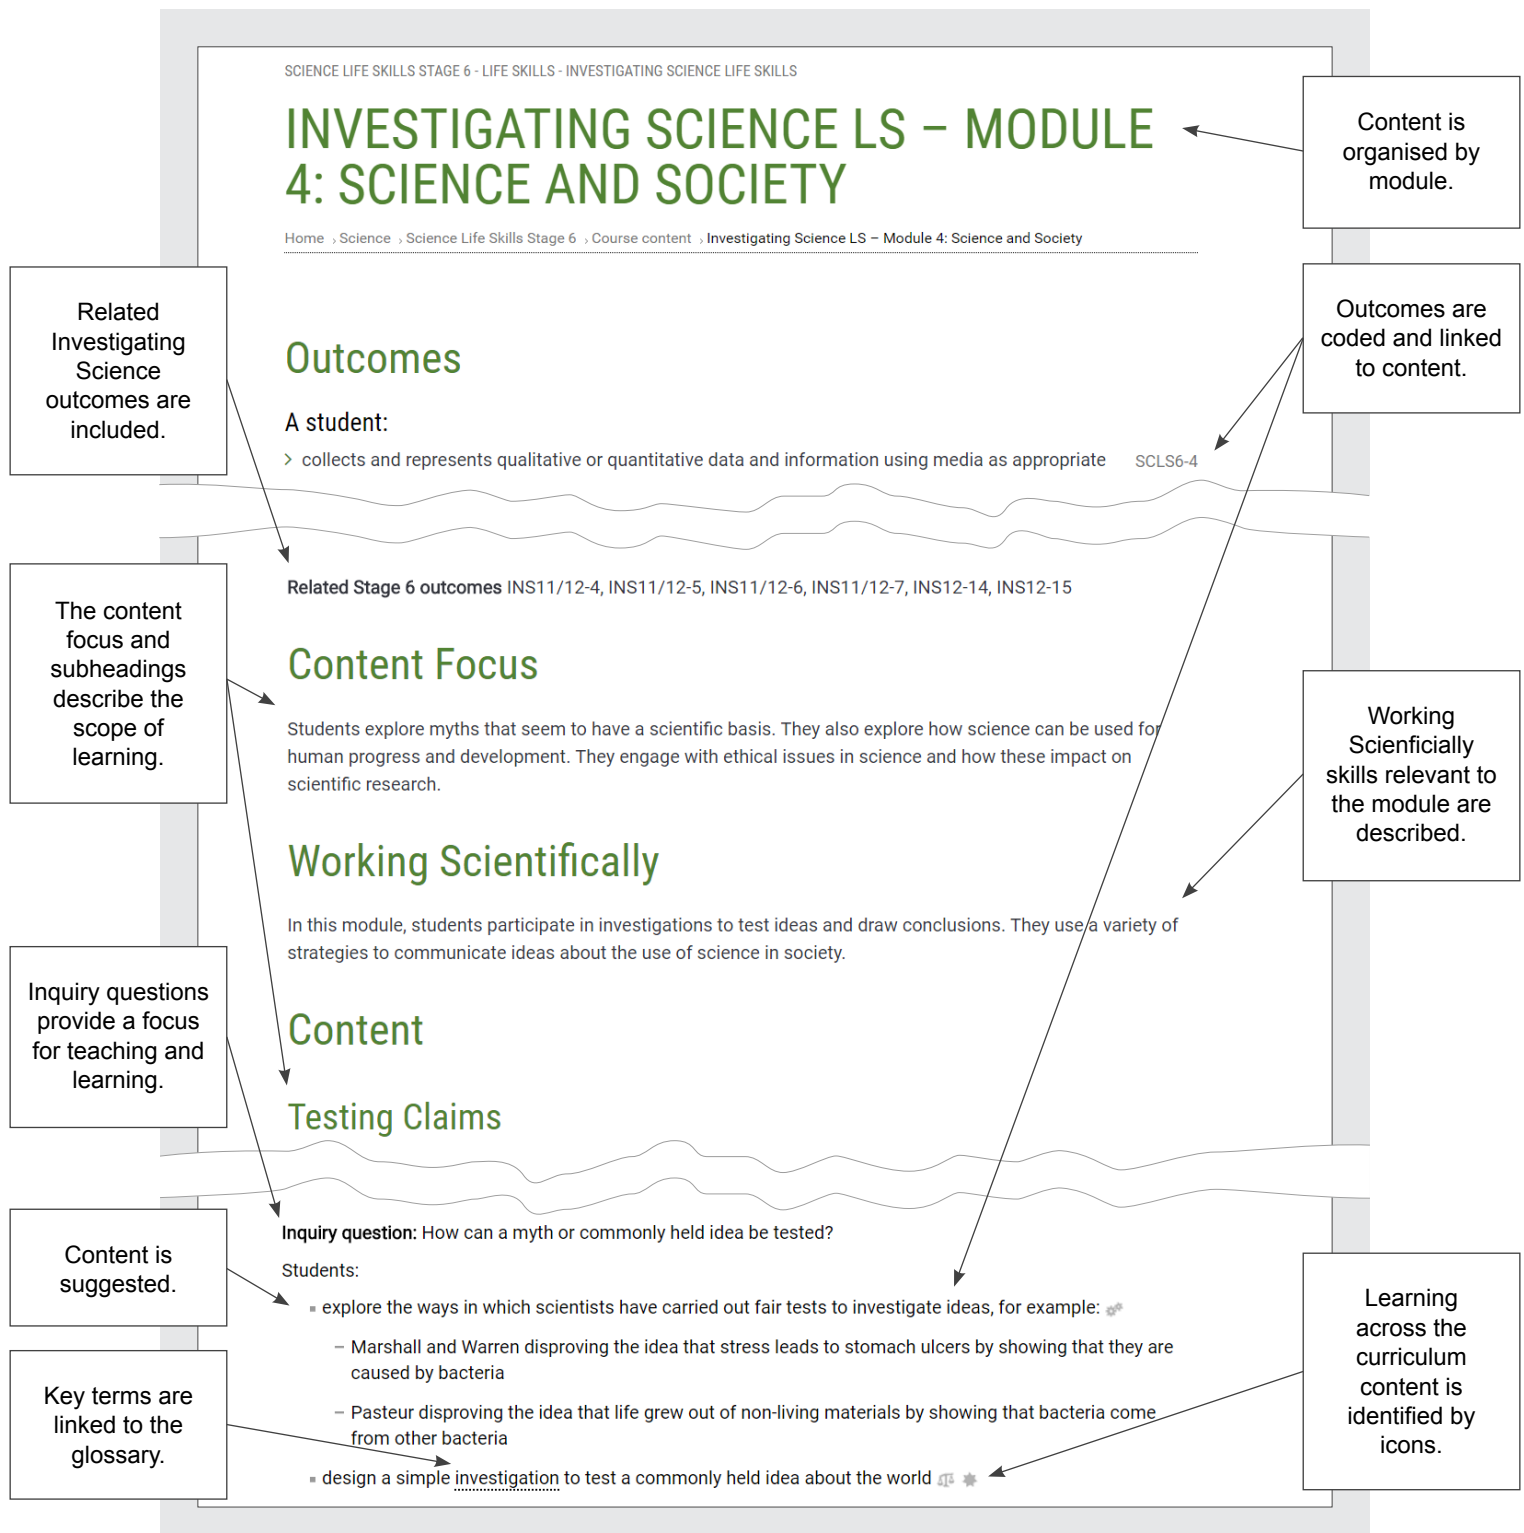 SCIENCE LIFE SKILLS STAGE 6 - LIFE SKILLS - INVESTIGATING SCIENCE LIFE SKILLS
INVESTIGATING SCIENCE LS – MODULE
4: SCIENCE AND SOCIETY
Home › Science › Science Life Skills Stage 6 › Course content › Investigating Science LS – Module 4: Science and Society
Content is
organised by
module.
Related
Investigating
Science
outcomes are
included.
Outcomes are
coded and linked
to content.
Outcomes
A student:
› collects and represents qualitative or quantitative data and information using media as appropriate SCLS6-4
Related Stage 6 outcomes INS11/12-4, INS11/12-5, INS11/12-6, INS11/12-7, INS12-14, INS12-15
The content
focus and
subheadings
describe the
scope of
learning.
Content Focus
Students explore myths that seem to have a scientific basis. They also explore how science can be used for
human progress and development. They engage with ethical issues in science and how these impact on
scientific research.
Working
Scienficially
skills relevant to
the module are
described.
Working Scientifically
In this module, students participate in investigations to test ideas and draw conclusions. They use a variety of
strategies to communicate ideas about the use of science in society.
Inquiry questions
provide a focus
for teaching and
learning.
Content
Testing Claims
Inquiry question: How can a myth or commonly held idea be tested?
Content is
suggested.
Students:
▪ explore the ways in which scientists have carried out fair tests to investigate ideas, for example:
– Marshall and Warren disproving the idea that stress leads to stomach ulcers by showing that they are
caused by bacteria
– Pasteur disproving the idea that life grew out of non-living materials by showing that bacteria come
from other bacteria
▪ design a simple investigation to test a commonly held idea about the world
Key terms are
linked to the
glossary.
Learning
across the
curriculum
content is
identified by
icons.